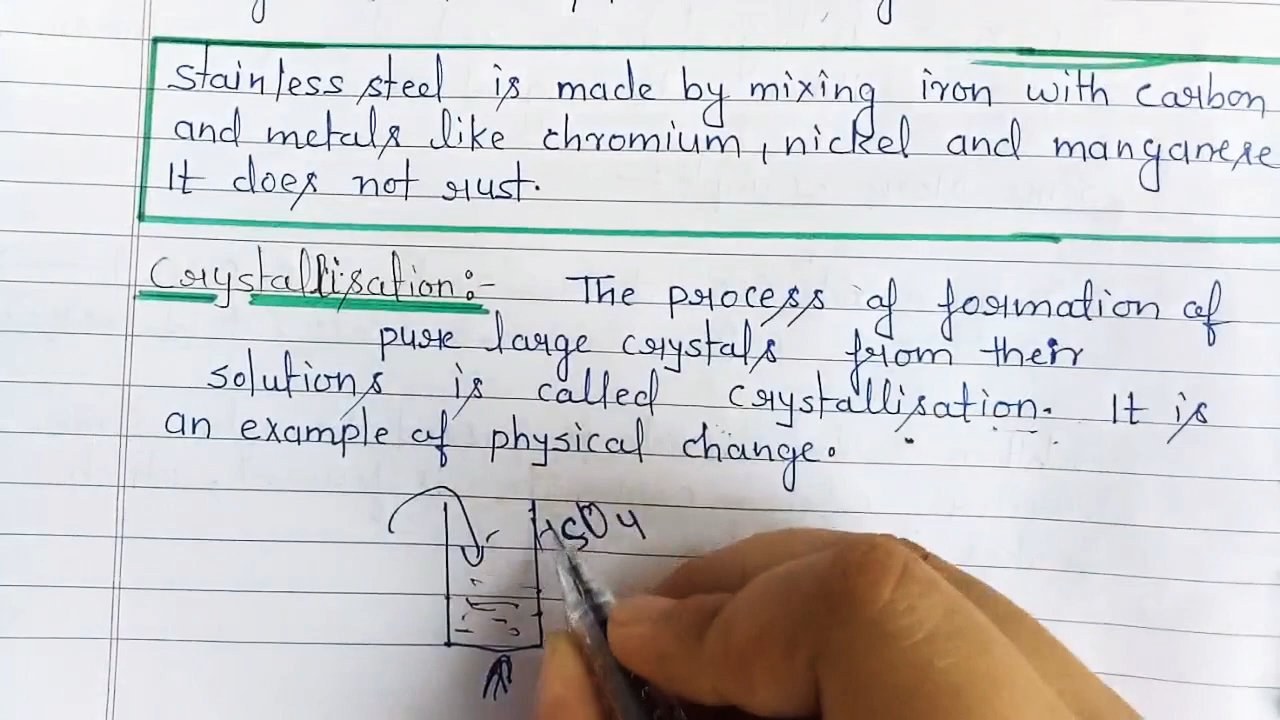 Stainless steel is made by mixing iron with carbon
and metals like chromium, nickel and manganese
It does not rust.
Crystallisation:- The process of formation of
pure large crystals from their
solutions is called crystallisation. It is
an example of physical change.